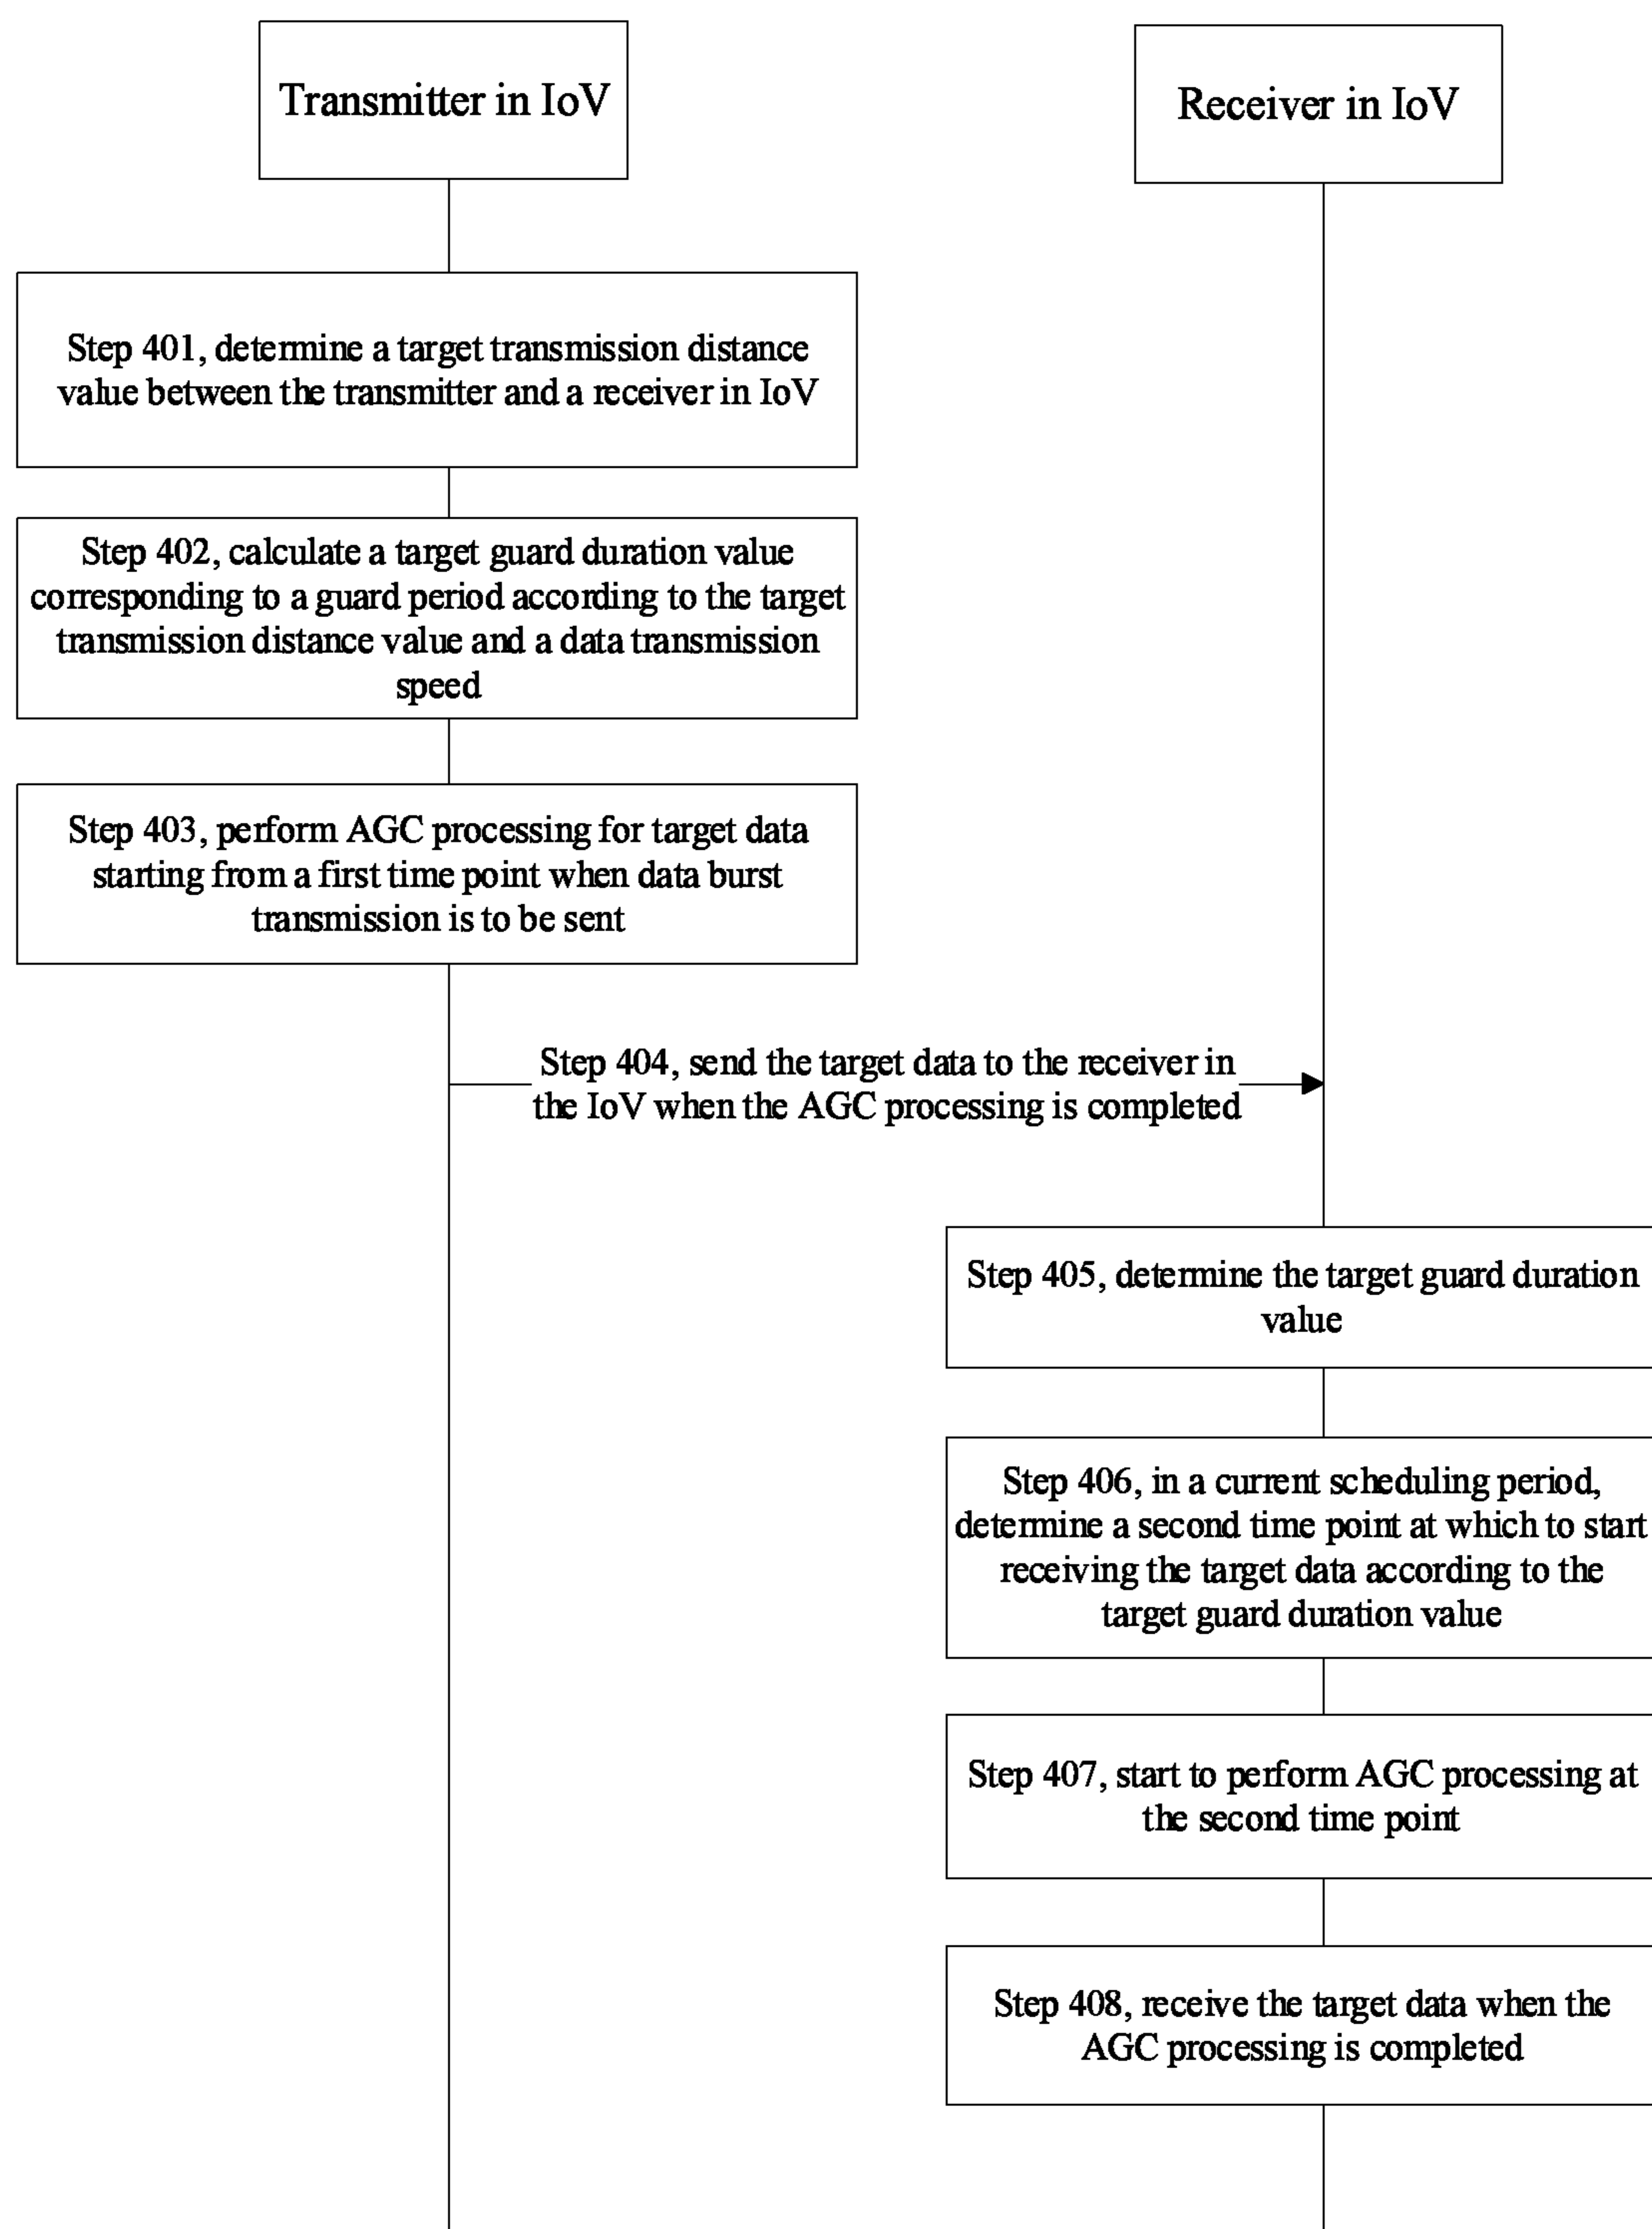 Transmitter in IoV
Receiver in IoV
Step 401, determine a target transmission distance
value between the transmitter and a receiver in IoV
Step 402, calculate a target guard duration value
corresponding to a guard period according to the target
transmission distance value and a data transmission
speed
Step 403, perform AGC processing for target data
starting from a first time point when data burst
transmission is to be sent
Step 404, send the target data to the receiver in
the IoV when the AGC processing is completed
Step 405, determine the target guard duration
value
Step 406, in a current scheduling period,
determine a second time point at which to start
receiving the target data according to the
target guard duration value
Step 407, start to perform AGC processing at
the second time point
Step 408, receive the target data when the
AGC processing is completed